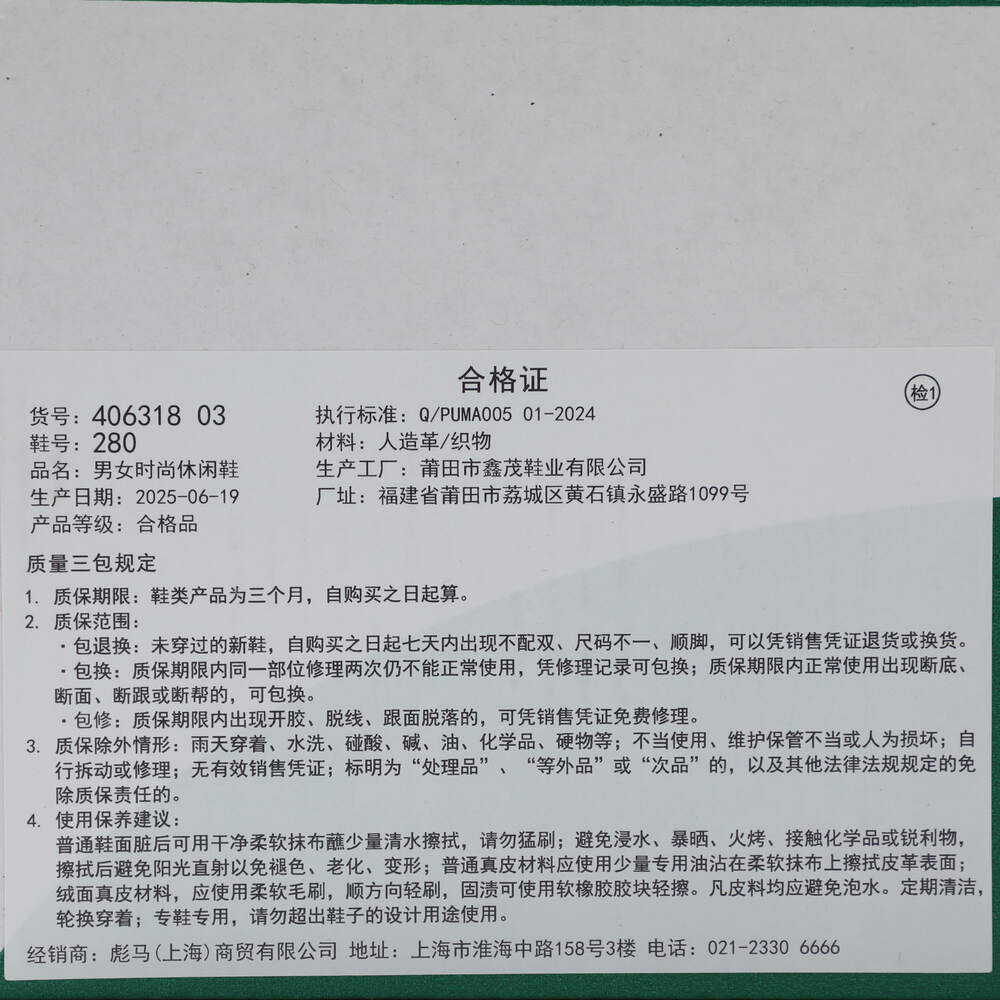 合格证
检1
货号：406318 03
鞋号：280
品名：男女时尚休闲鞋
生产日期：2025-06-19
产品等级：合格品
执行标准：Q/PUMA005 01-2024
材料：人造革/织物
生产工厂：莆田市鑫茂鞋业有限公司
厂址：福建省莆田市荔城区黄石镇永盛路1099号
质量三包规定
1. 质保期限：鞋类产品为三个月，自购买之日起算。
2. 质保范围：
·包退换：未穿过的新鞋，自购买之日起七天内出现不配双、尺码不一、顺脚，可以凭销售凭证退货或换货。
·包换：质保期限内同一部位修理两次仍不能正常使用，凭修理记录可包换；质保期限内正常使用出现断底、
断面、断跟或断帮的，可包换。
·包修：质保期限内出现开胶、脱线、跟面脱落的，可凭销售凭证免费修理。
3. 质保除外情形：雨天穿着、水洗、碰酸、碱、油、化学品、硬物等；不当使用、维护保管不当或人为损坏；自
行拆动或修理；无有效销售凭证；标明为“处理品”、“等外品”或“次品”的，以及其他法律法规规定的免
除质保责任的。
4. 使用保养建议：
普通鞋面脏后可用干净柔软抹布蘸少量清水擦拭，请勿猛刷；避免浸水、暴晒、火烤、接触化学品或锐利物，
擦拭后避免阳光直射以免褪色、老化、变形；普通真皮材料应使用少量专用油沾在柔软抹布上擦拭皮革表面；
绒面真皮材料，应使用柔软毛刷，顺方向轻刷，固渍可使用软橡胶胶块轻擦。凡皮料均应避免泡水。定期清洁，
轮换穿着；专鞋专用，请勿超出鞋子的设计用途使用。
经销商：彪马(上海)商贸有限公司 地址：上海市淮海中路158号3楼 电话：021-2330 6666